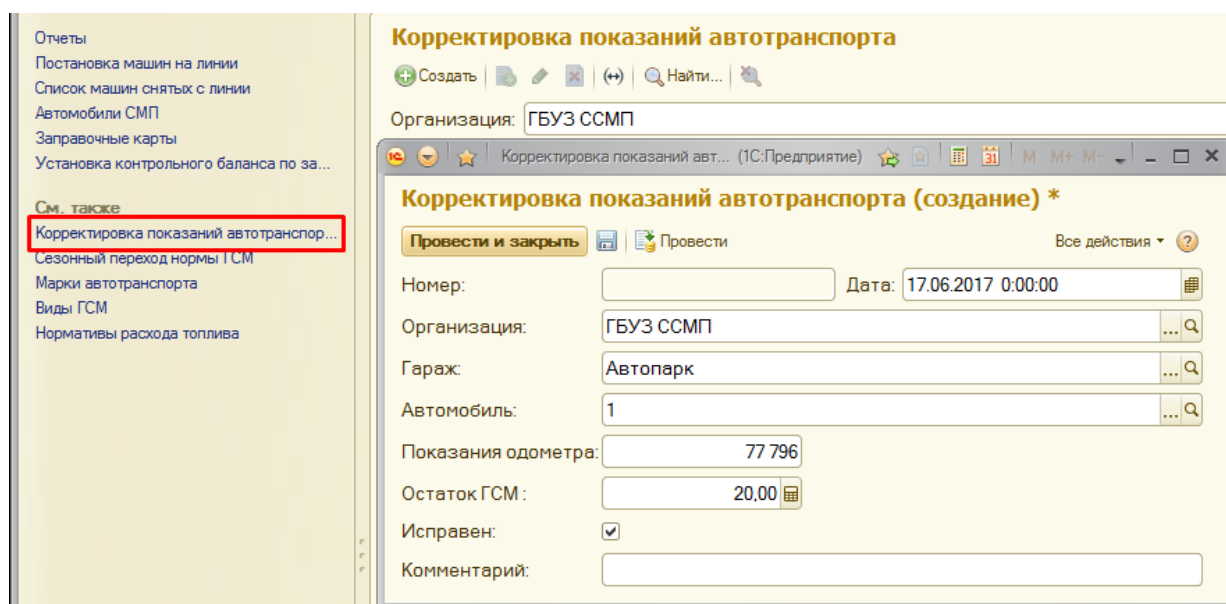 Отчеты
Постановка машин на линии
Список машин снятых с линии
Автомобили СМП
Заправочные карты
Установка контрольного баланса по за...
См. также
Корректировка показаний автотранспор...
Сезонный переход нормы ГСМ
Марки автотранспорта
Виды ГСМ
Нормативы расхода топлива
Корректировка показаний автотранспорта
Создать Найти...
Организация: ГБУЗ ССМП
1С Корректировка показаний авт... (1С:Предприятие) 31 M M+ M-
Корректировка показаний автотранспорта (создание) *
Провести и закрыть Провести Все действия ?
Номер: Дата: 17.06.2017 0:00:00
Организация: ГБУЗ ССМП ...
Гараж: Автопарк ...
Автомобиль: 1 ...
Показания одометра: 77 796
Остаток ГСМ : 20,00
Исправен:
Комментарий: